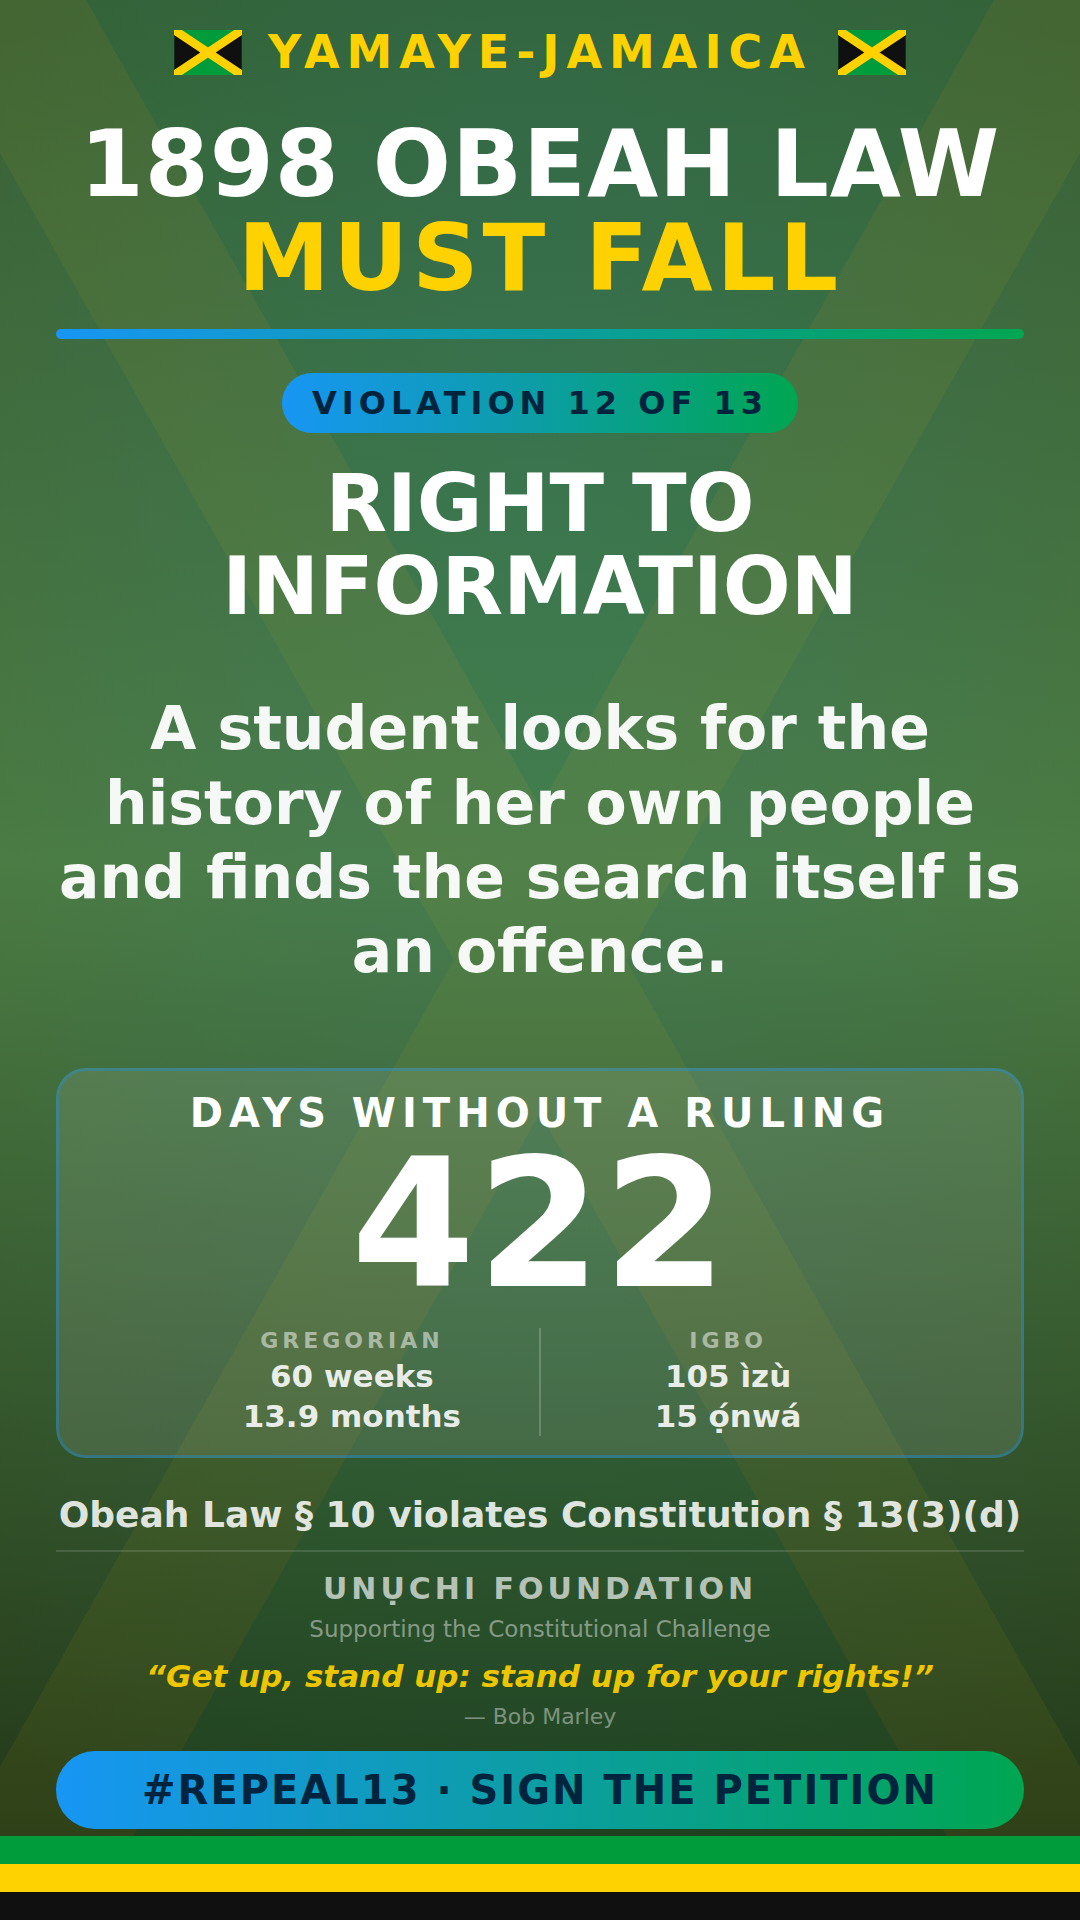 YAMAYE-JAMAICA
1898 OBEAH LAW
MUST FALL
VIOLATION 12 OF 13
RIGHT TO
INFORMATION
A student looks for the
history of her own people
and finds the search itself is
an offence.
DAYS WITHOUT A RULING
422
GREGORIAN
60 weeks
13.9 months
IGBO
105 ìzù
15 ọ́nwá
Obeah Law § 10 violates Constitution § 13(3)(d)
UNỤCHI FOUNDATION
Supporting the Constitutional Challenge
“Get up, stand up: stand up for your rights!”
— Bob Marley
#REPEAL13 · SIGN THE PETITION